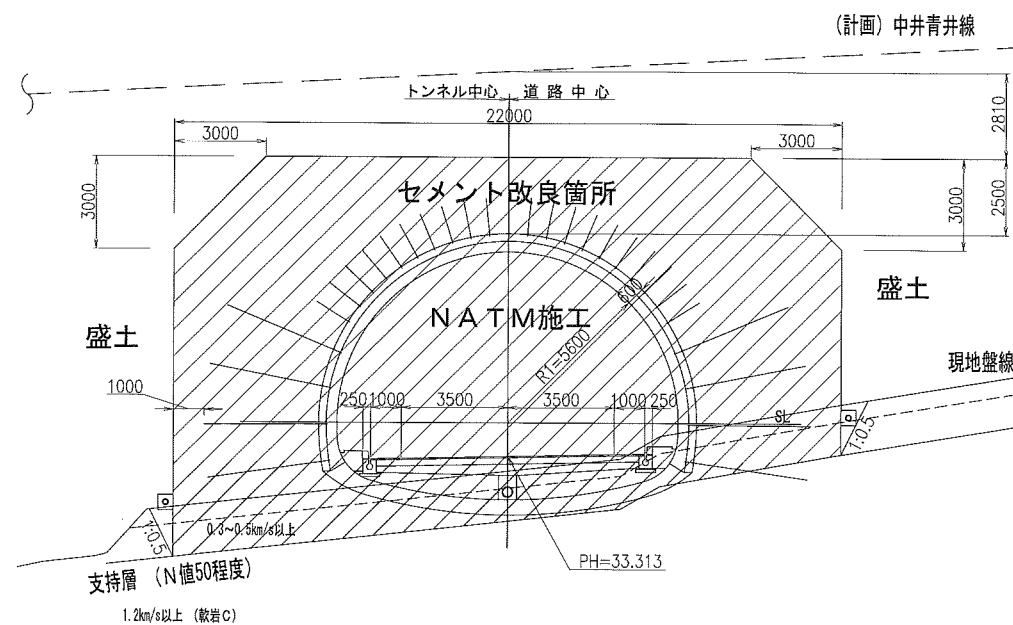 (計画) 中井青井線
トンネル中心 道路中心
22000
3000
3000
2810
3000
3000
2500
セメント改良箇所
盛土
盛土
NATM施工
600
R1=5600
現地盤線
1000
250 1000 3500 3500 1000 250
SL
1:0.5
1:0.5
0.3~0.5km/s以上
PH=33.313
支持層 (N値50程度)
1.2km/s以上 (軟岩C)